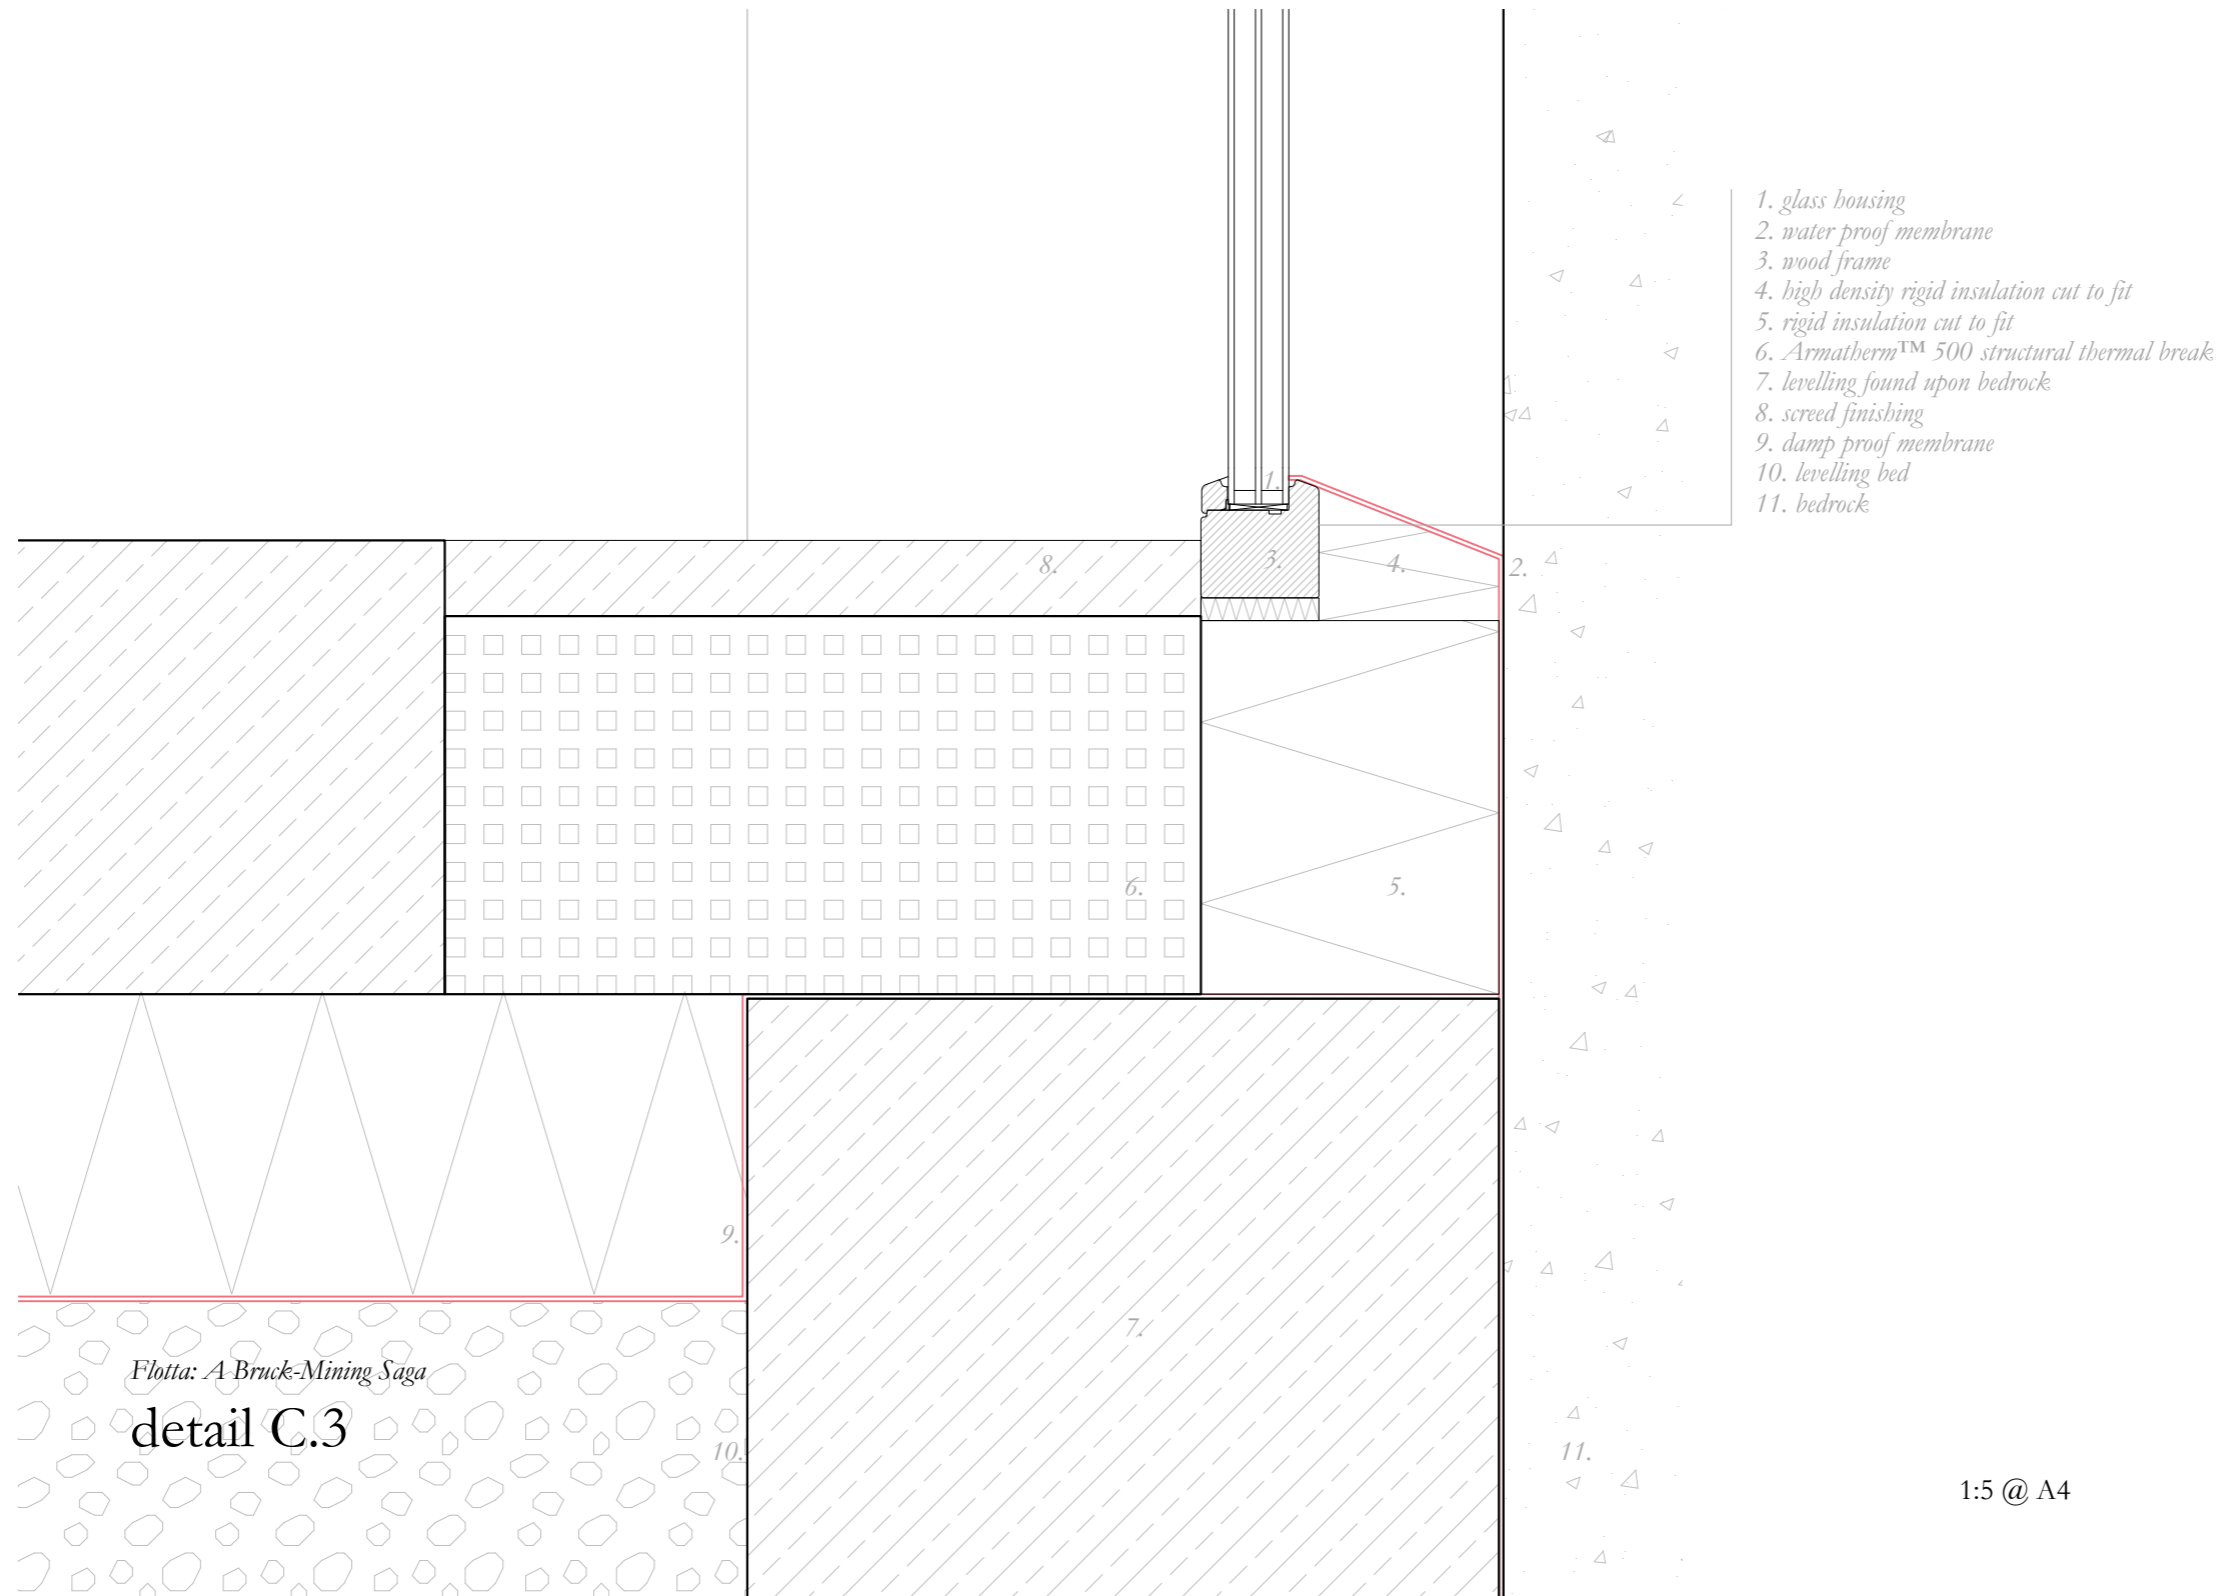 1. glass housing
2. water proof membrane
3. wood frame
4. high density rigid insulation cut to fit
5. rigid insulation cut to fit
6. Armatherm™ 500 structural thermal break
7. levelling found upon bedrock
8. screed finishing
9. damp proof membrane
10. levelling bed
11. bedrock
1.
8.
3.
4.
2.
6.
5.
9.
7.
Flotta: A Bruck-Mining Saga
detail C.3
10.
11.
1:5 @ A4